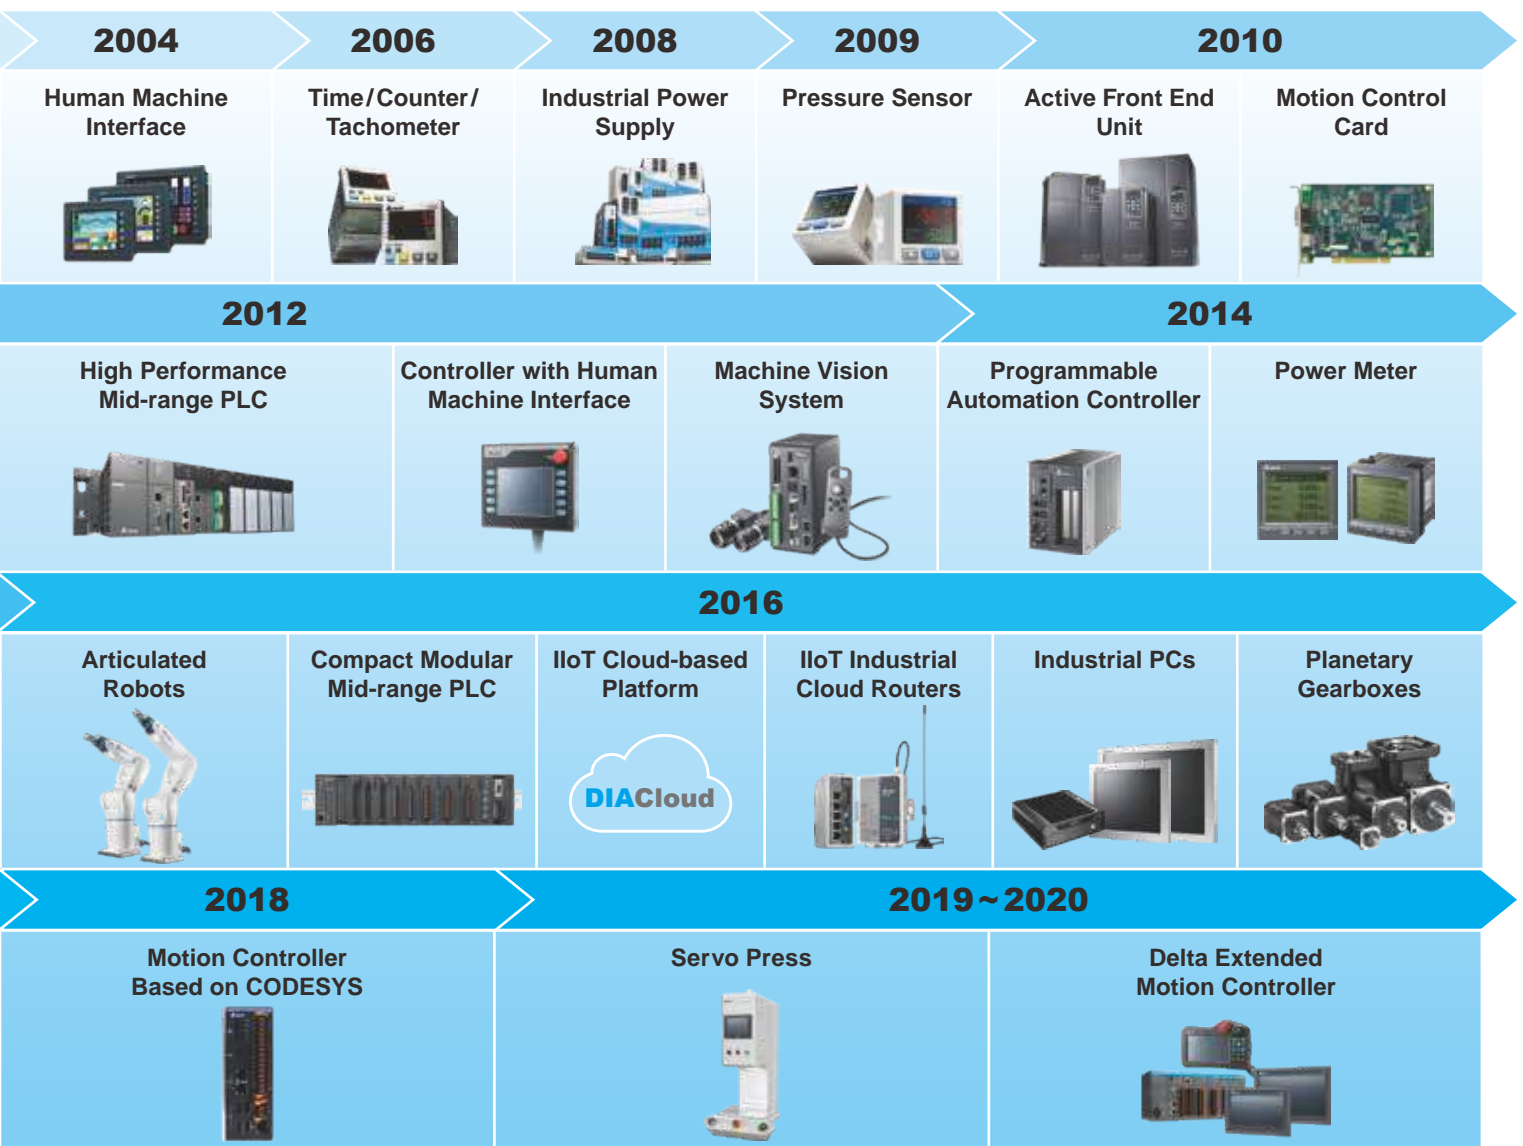 2004
2006
2008
2009
2010
Human Machine
Interface
Time/Counter/
Tachometer
Industrial Power
Supply
Pressure Sensor
Active Front End
Unit
Motion Control
Card
2012
2014
High Performance
Mid-range PLC
Controller with Human
Machine Interface
Machine Vision
System
Programmable
Automation Controller
Power Meter
2016
Articulated
Robots
Compact Modular
Mid-range PLC
IIoT Cloud-based
Platform
IIoT Industrial
Cloud Routers
Industrial PCs
Planetary
Gearboxes
DIACloud
2018
2019~2020
Motion Controller
Based on CODESYS
Servo Press
Delta Extended
Motion Controller